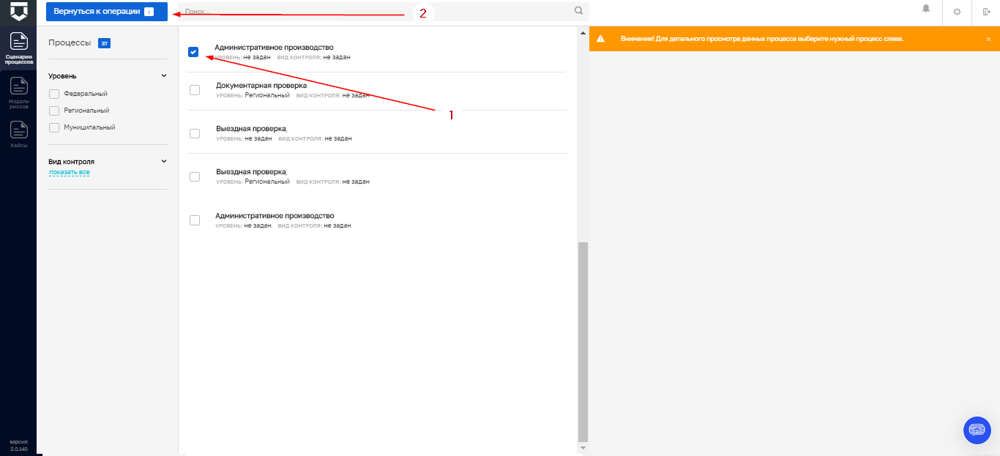 Вернуться к операции 1
Поиск...
2
Сценарии
процессов
Модели
рисков
Кейсы
версия:
2.0.140
Процессы 37
Уровень
Федеральный
Региональный
Муниципальный
Вид контроля
показать все
Административное производство
УРОВЕНЬ: не задан ВИД КОНТРОЛЯ: не задан
Документарная проверка
УРОВЕНЬ: Региональный ВИД КОНТРОЛЯ: не задан
1
Выездная проверка
УРОВЕНЬ: не задан ВИД КОНТРОЛЯ: не задан
Выездная проверка
УРОВЕНЬ: Региональный ВИД КОНТРОЛЯ: не задан
Административное производство
УРОВЕНЬ: не задан ВИД КОНТРОЛЯ: не задан
Внимание! Для детального просмотра данных процесса выберите нужный процесс слева.